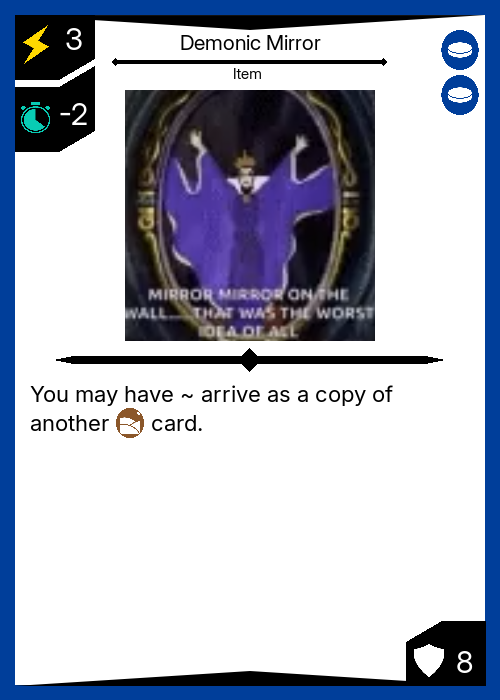 3
Demonic Mirror
Item
-2
MIRROR MIRROR ON THE
WALL.....THAT WAS THE WORST
IDEA OF ALL
You may have ~ arrive as a copy of
another card.
8